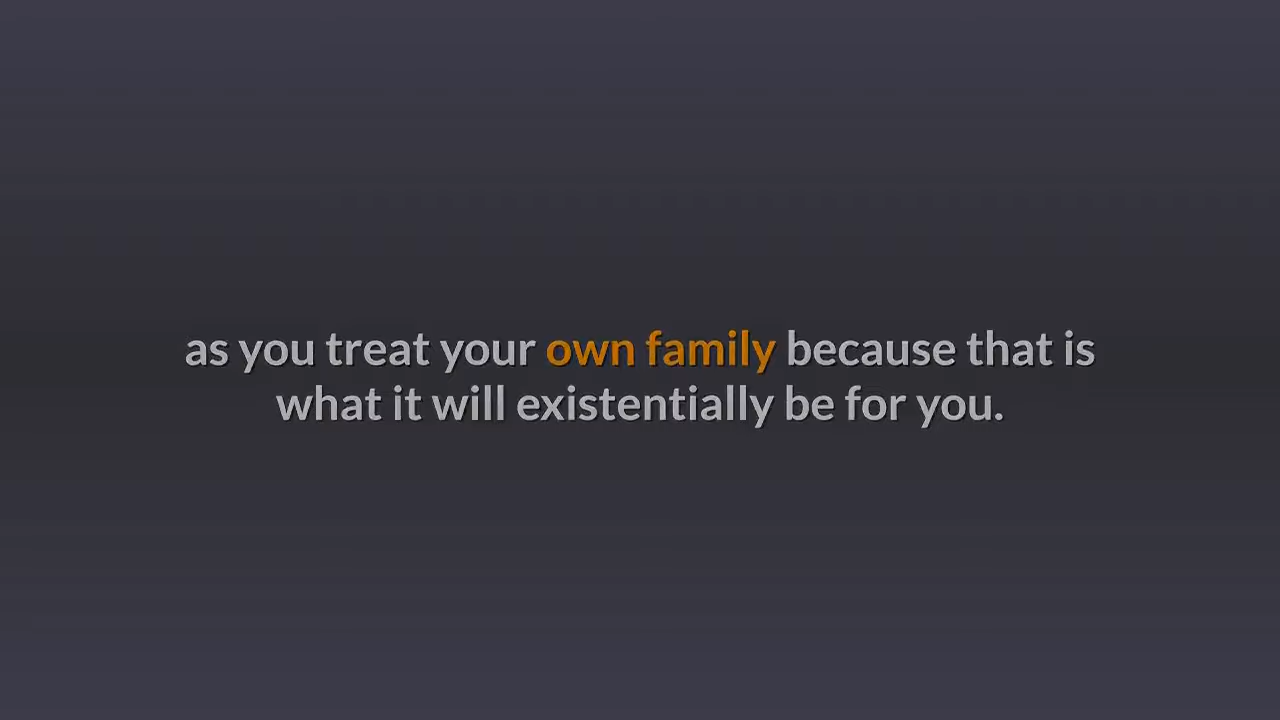 as you treat your own family because that is
what it will existentially be for you.